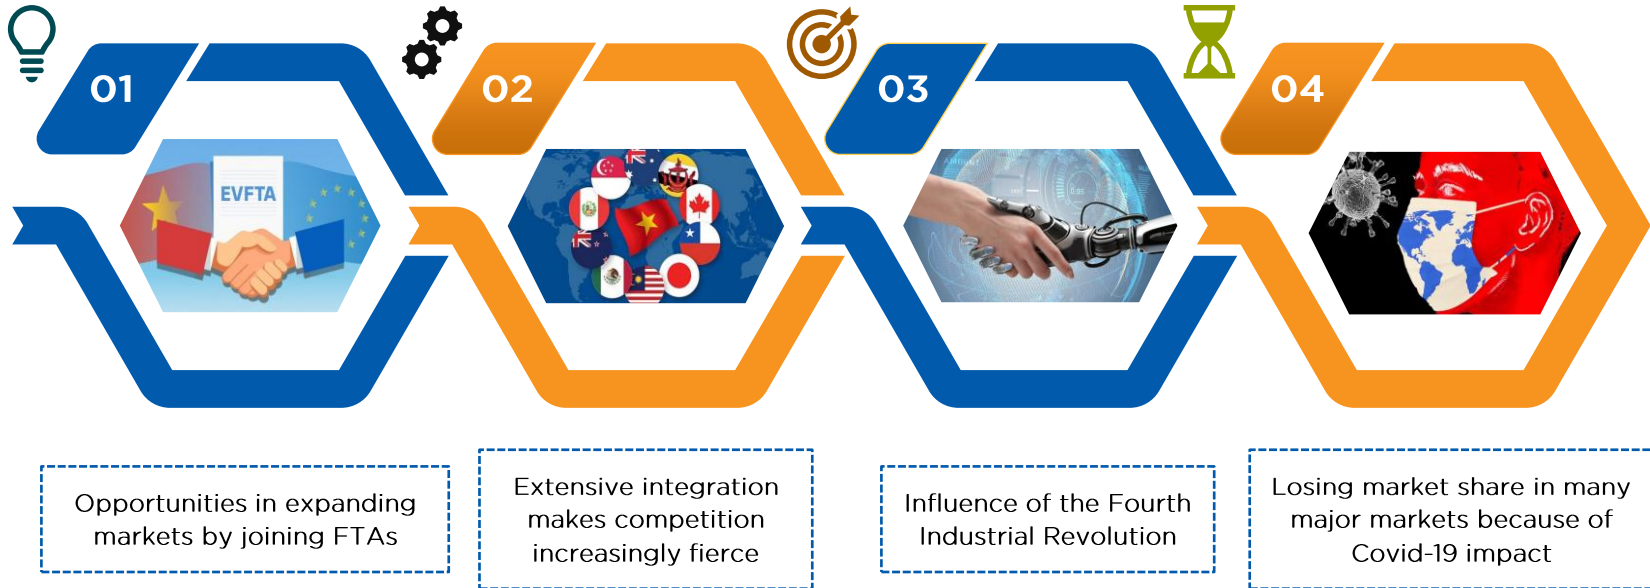 01
02
03
04
EVFTA
Opportunities in expanding
markets by joining FTAs
Extensive integration
makes competition
increasingly fierce
Influence of the Fourth
Industrial Revolution
Losing market share in many
major markets because of
Covid-19 impact